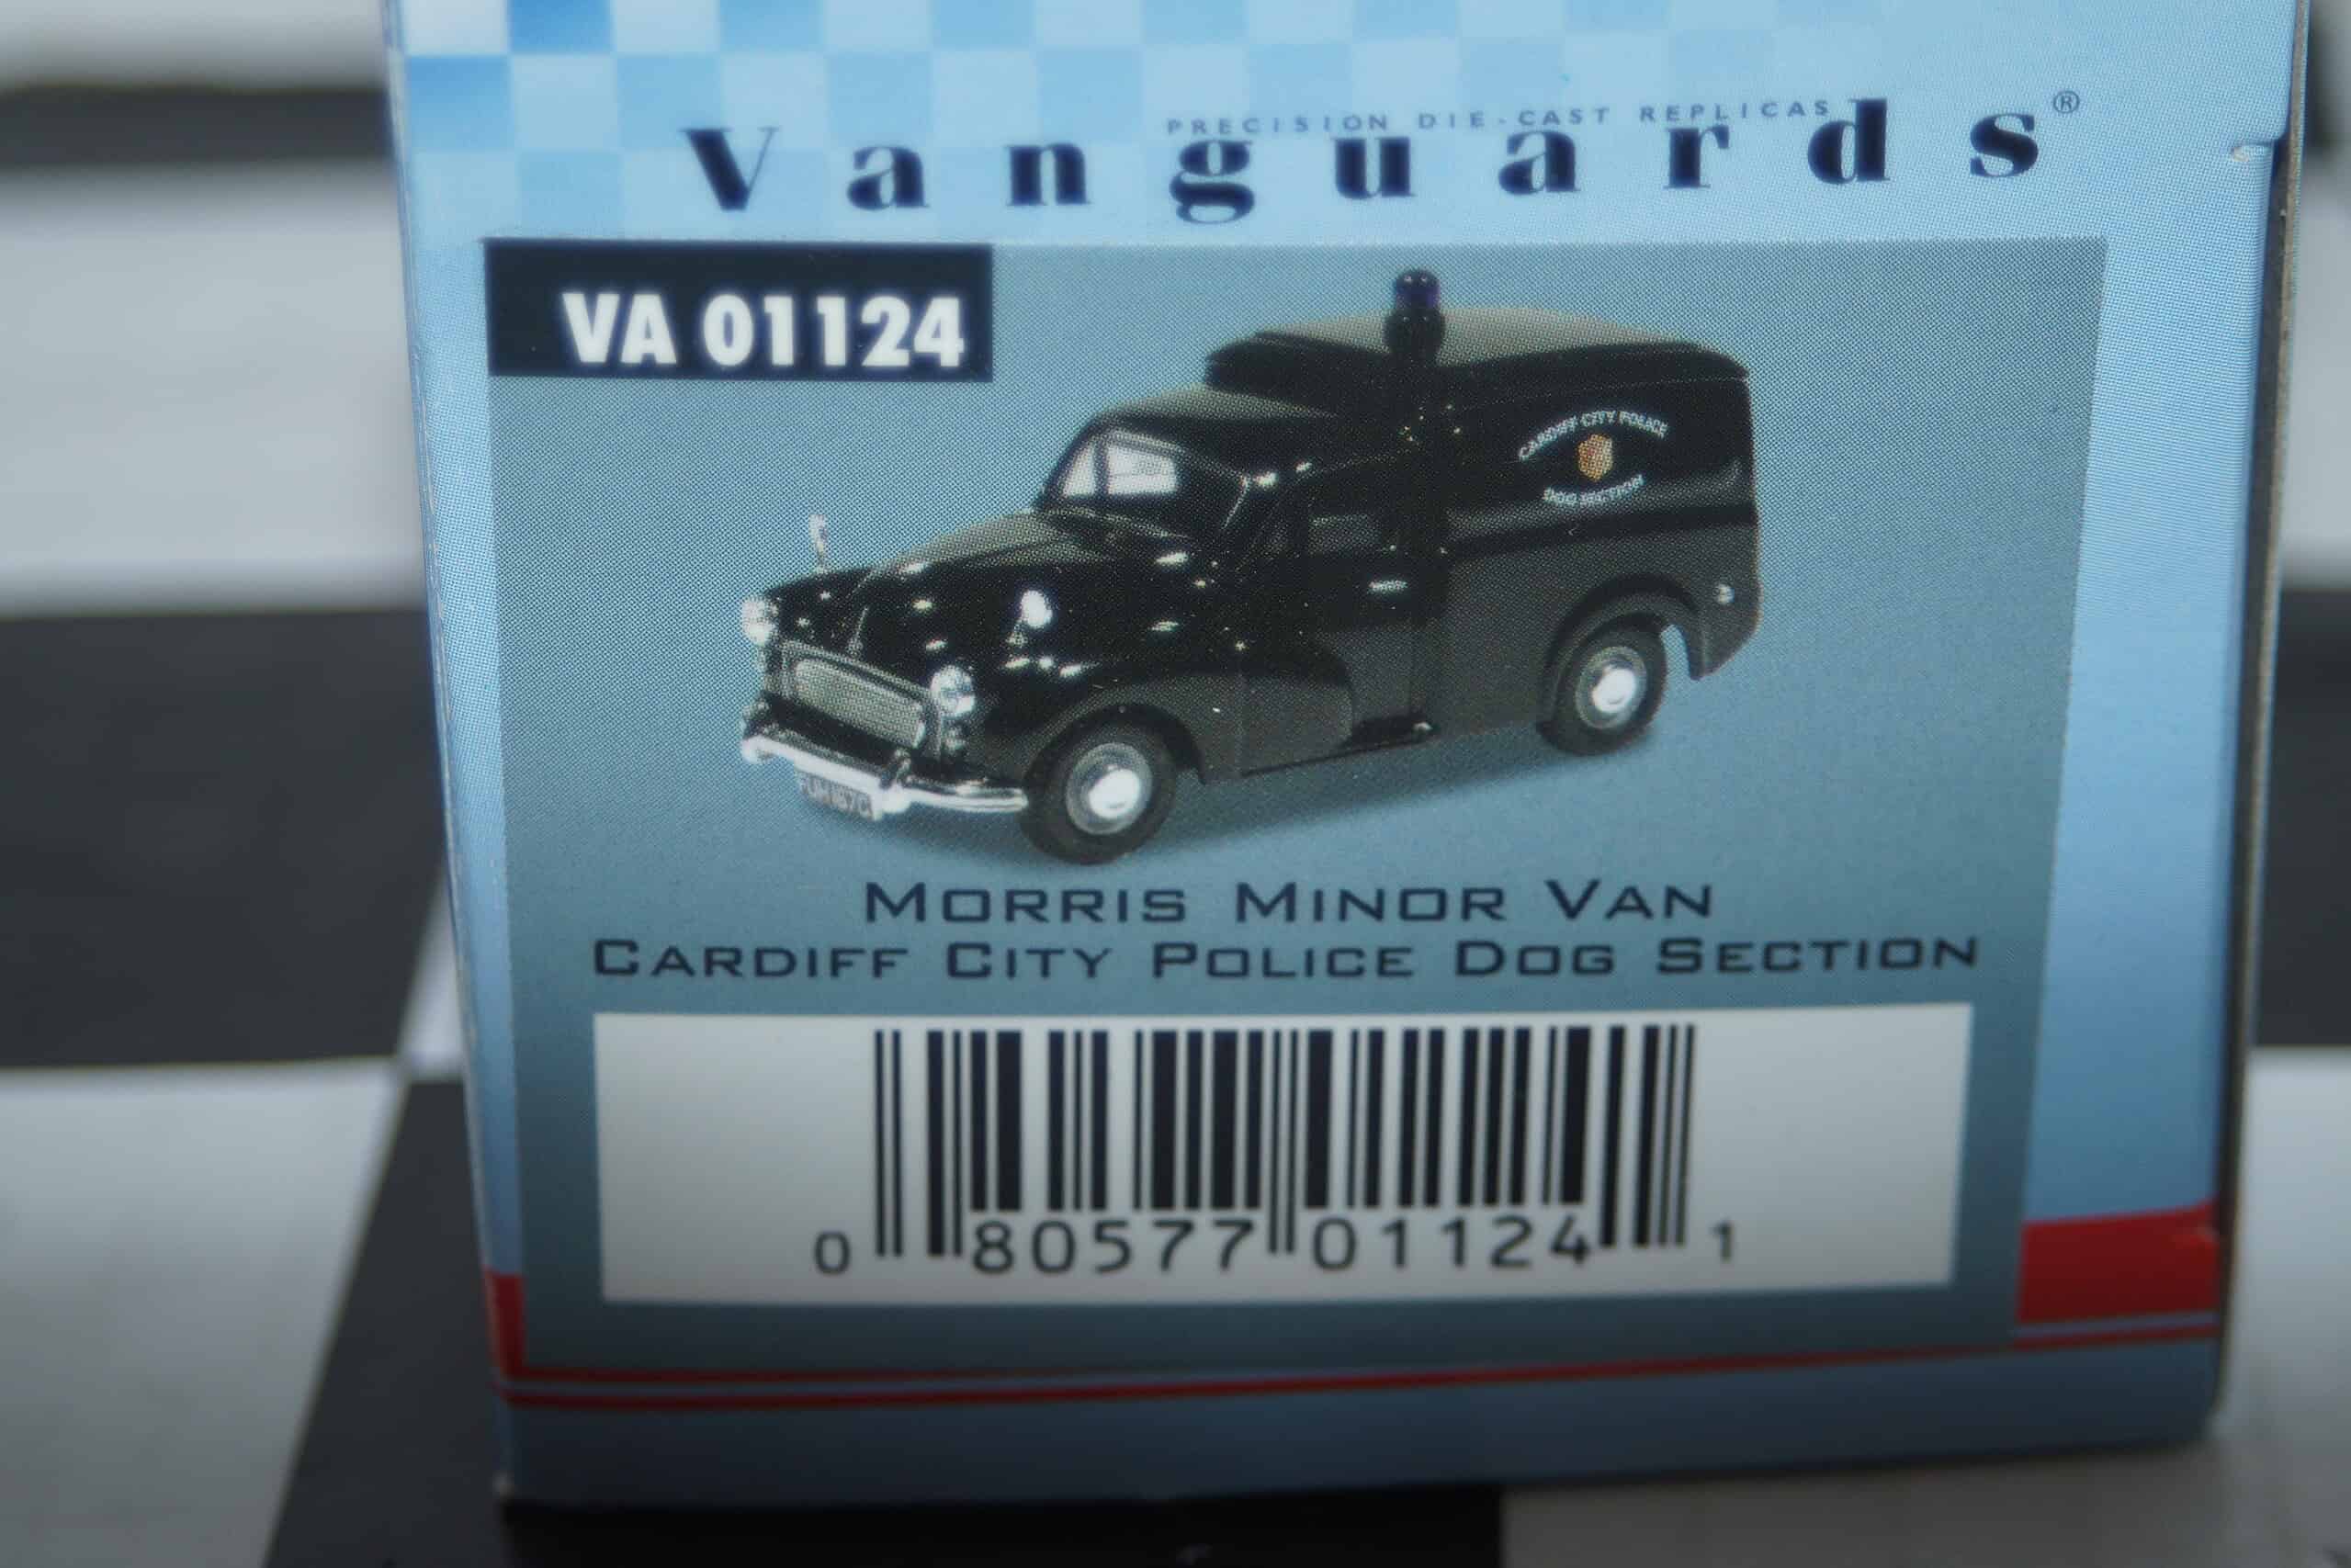 PRECISION DIE-CAST REPLICAS
Vanguards®
VA 01124
CARDIFF CITY POLICE
DOG SECTION
MORRIS MINOR VAN
CARDIFF CITY POLICE DOG SECTION
0 80577 01124 1